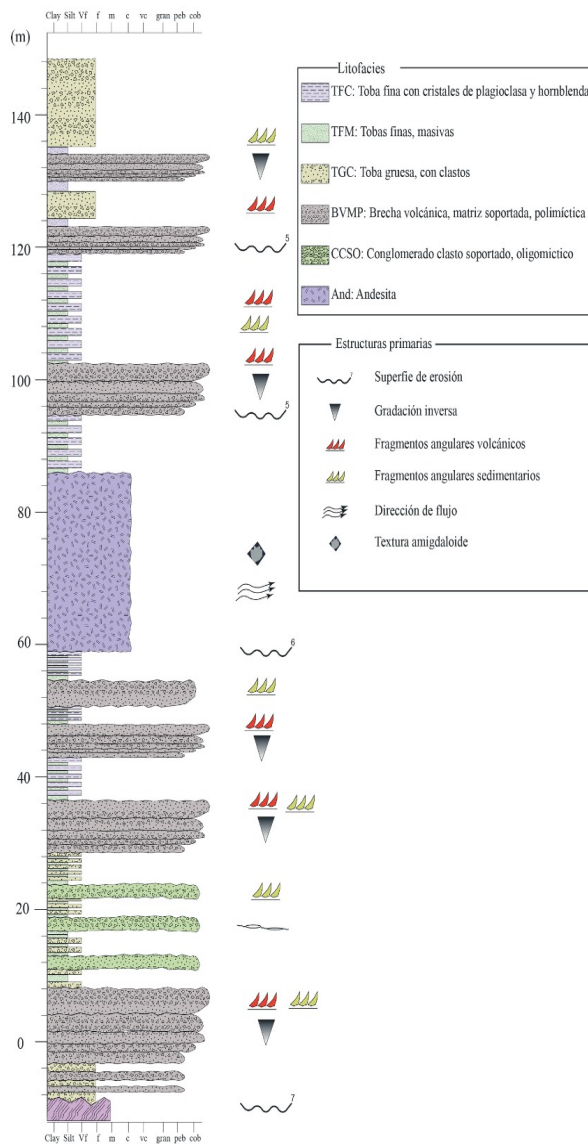 Clay Silt Vf f m c vc gran peb cob
(m)
140
120
100
80
60
40
20
0
5
5
6
7
Clay Silt Vf f m c vc gran peb cob
Litofacies
TFC: Toba fina con cristales de plagioclasa y hornblenda
TFM: Tobas finas, masivas
TGC: Toba gruesa, con clastos
BVMP: Brecha volcánica, matriz soportada, polimíctica
CCSO: Conglomerado clasto soportado, oligomictico
And: Andesita
Estructuras primarias
Superfie de erosión
Gradación inversa
Fragmentos angulares volcánicos
Fragmentos angulares sedimentarios
Dirección de flujo
Textura amigdaloide